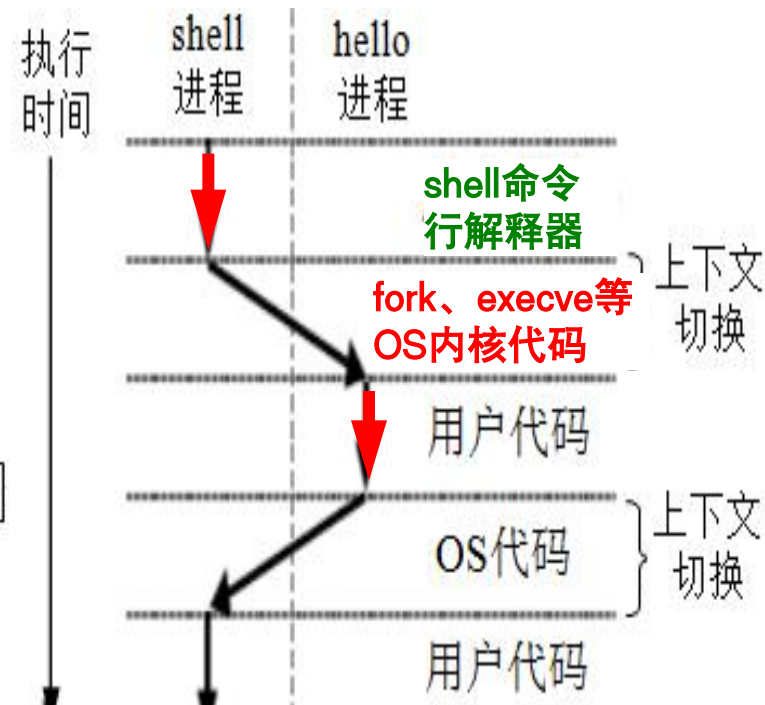 执行
时间
shell
进程
hello
进程
shell命令
行解释器
fork、execve等
OS内核代码
上下文
切换
用户代码
OS代码
上下文
切换
用户代码